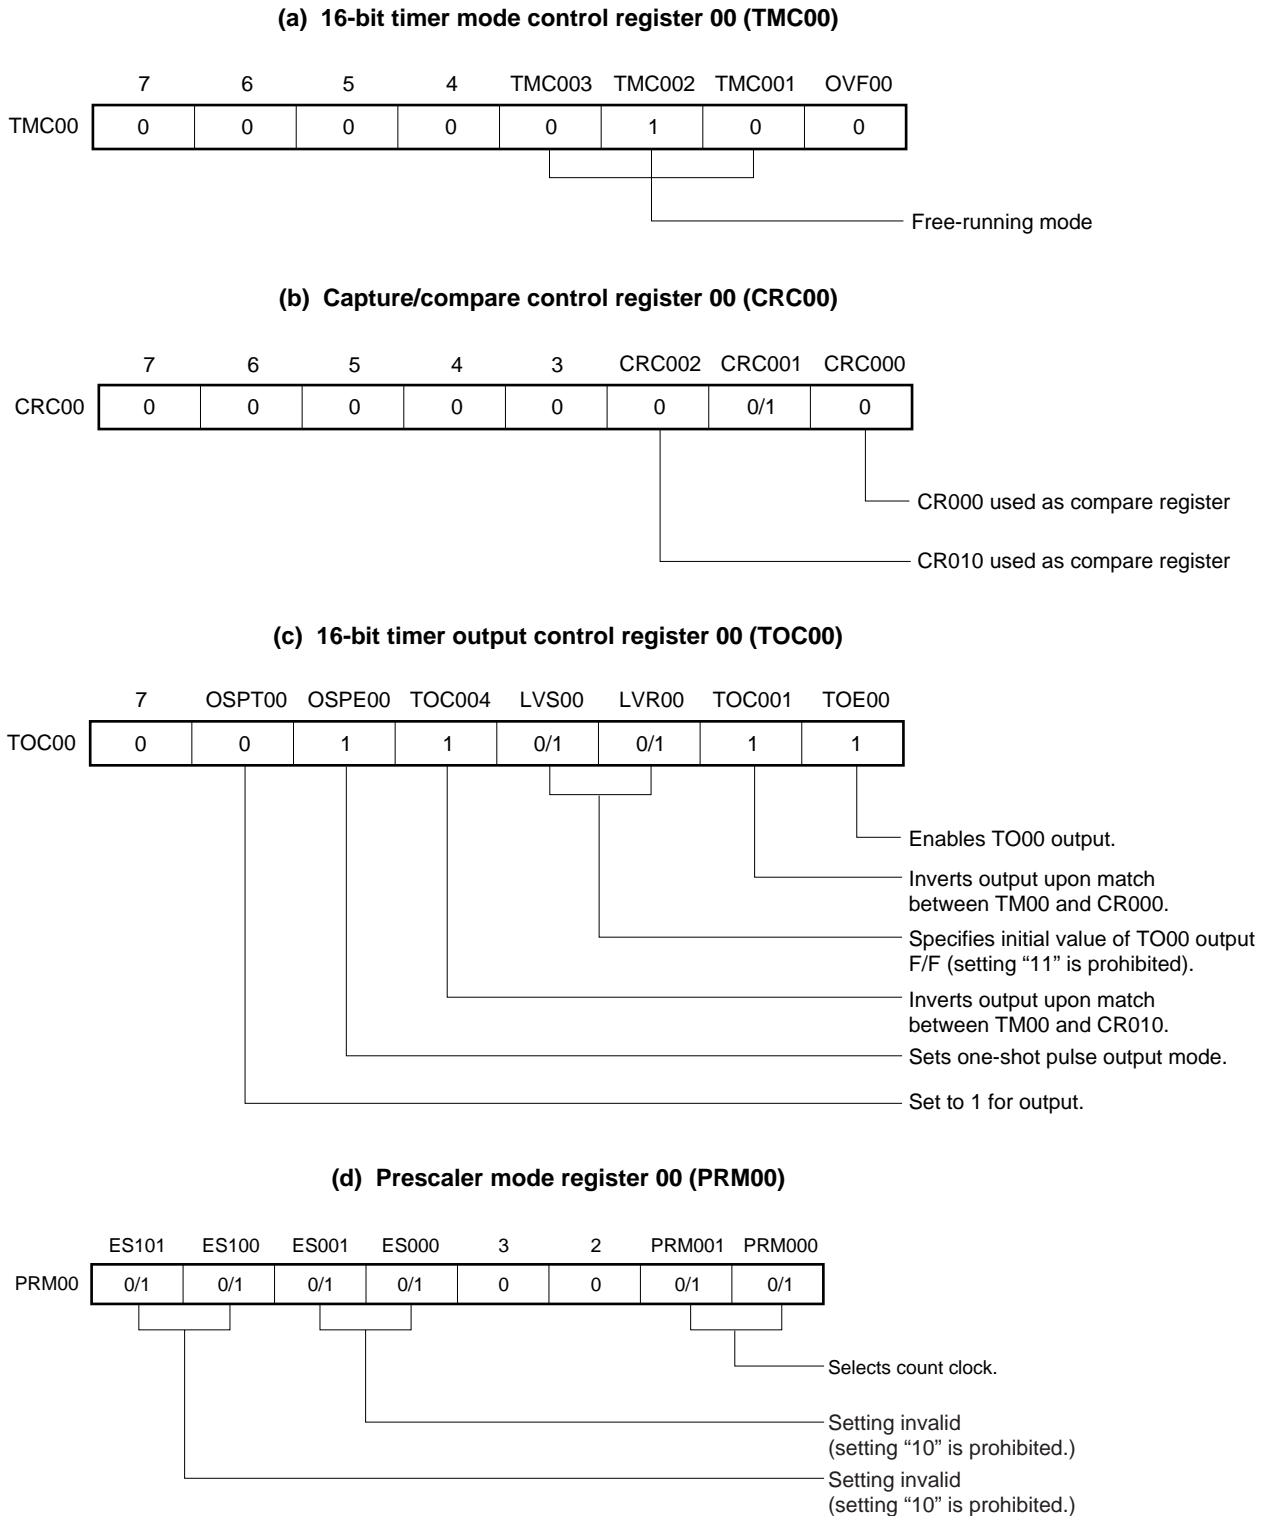 (a) 16-bit timer mode control register 00 (TMC00)
7 6 5 4 TMC003 TMC002 TMC001 OVF00
TMC00 0 0 0 0 0 1 0 0
Free-running mode
(b) Capture/compare control register 00 (CRC00)
7 6 5 4 3 CRC002 CRC001 CRC000
CRC00 0 0 0 0 0 0 0/1 0
CR000 used as compare register
CR010 used as compare register
(c) 16-bit timer output control register 00 (TOC00)
7 OSPT00 OSPE00 TOC004 LVS00 LVR00 TOC001 TOE00
TOC00 0 0 1 1 0/1 0/1 1 1
Enables TO00 output.
Inverts output upon match
between TM00 and CR000.
Specifies initial value of TO00 output
F/F (setting “11” is prohibited).
Inverts output upon match
between TM00 and CR010.
Sets one-shot pulse output mode.
Set to 1 for output.
(d) Prescaler mode register 00 (PRM00)
ES101 ES100 ES001 ES000 3 2 PRM001 PRM000
PRM00 0/1 0/1 0/1 0/1 0 0 0/1 0/1
Selects count clock.
Setting invalid
(setting “10” is prohibited.)
Setting invalid
(setting “10” is prohibited.)